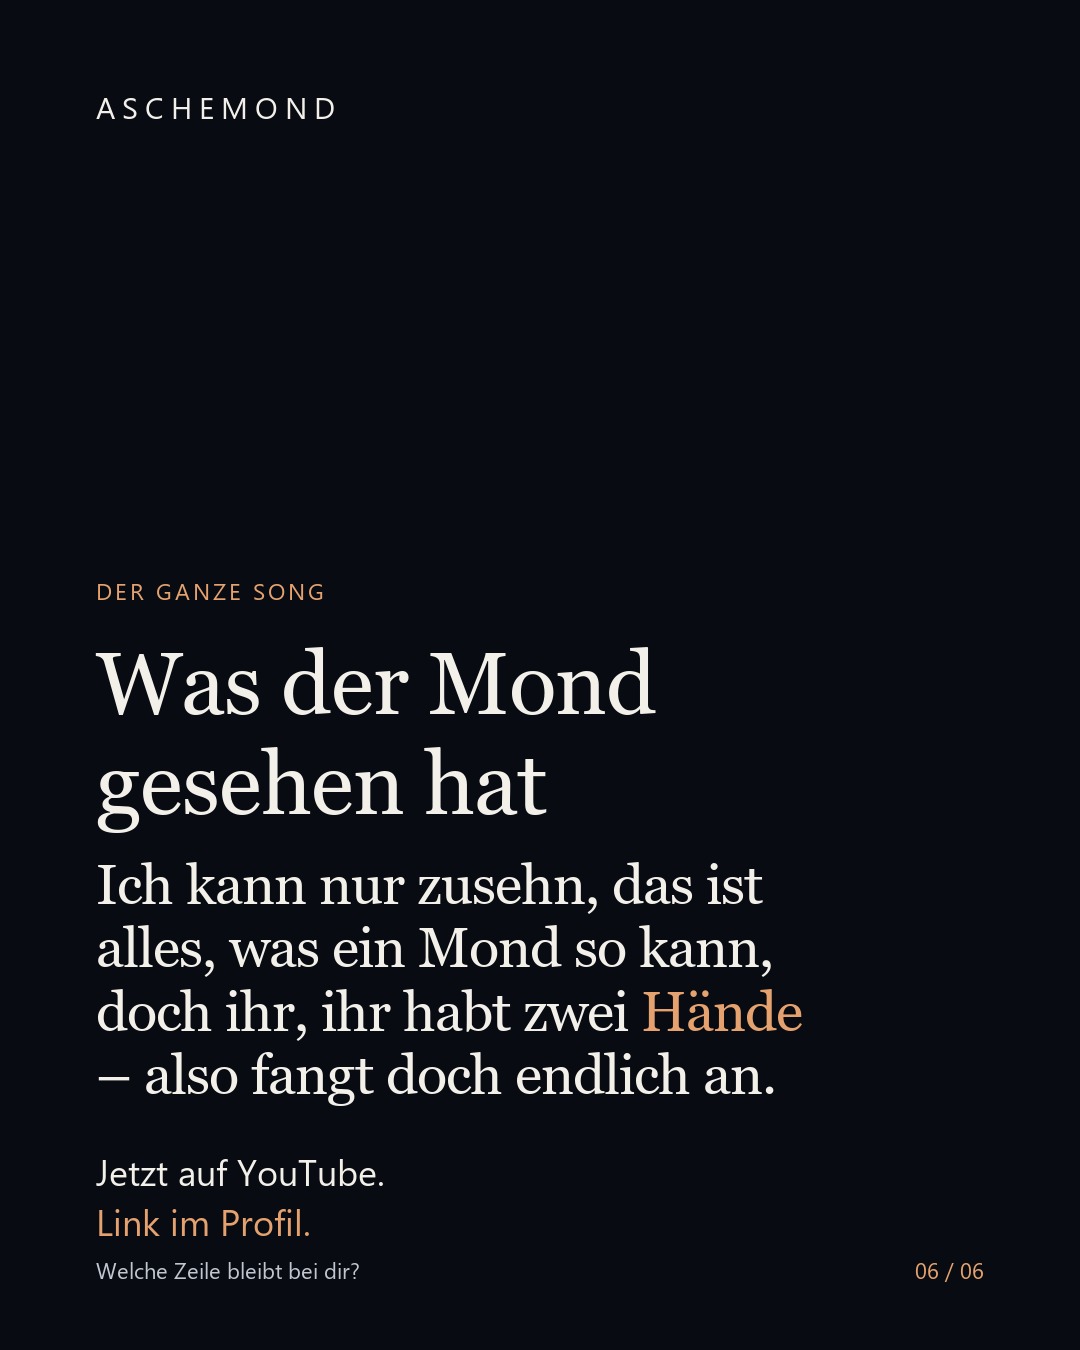 ASCHEMOND
DER GANZE SONG
Was der Mond
gesehen hat
Ich kann nur zusehn, das ist
alles, was ein Mond so kann,
doch ihr, ihr habt zwei Hände
– also fangt doch endlich an.
Jetzt auf YouTube.
Link im Profil.
Welche Zeile bleibt bei dir?
06 / 06